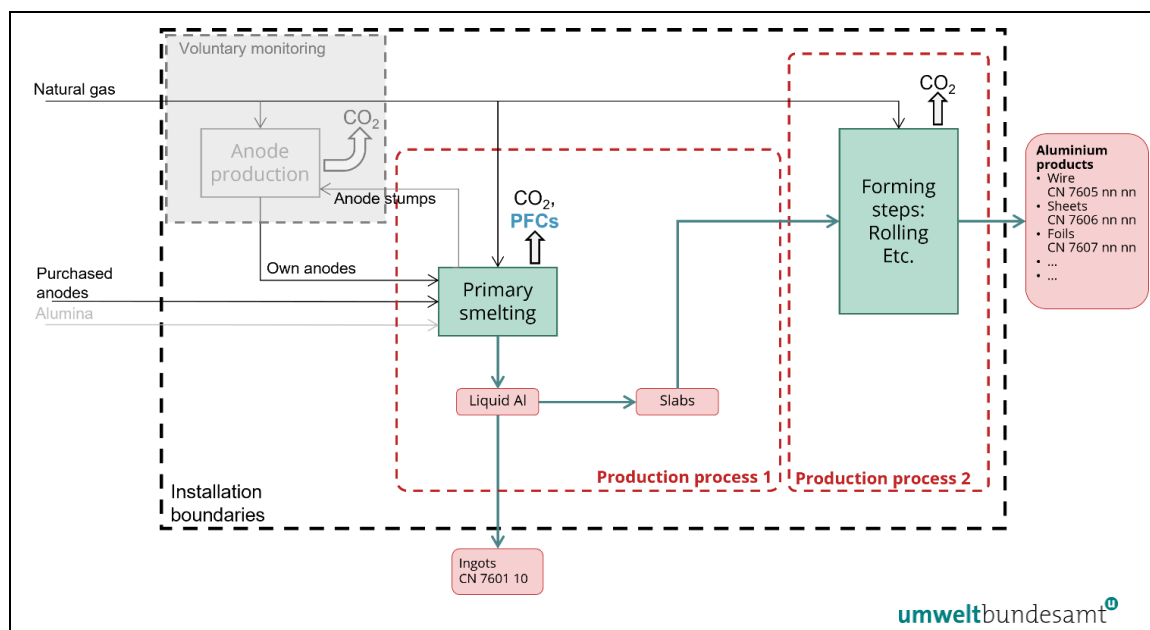 Voluntary monitoring
Natural gas
CO₂
Anode
production
Anode stumps
CO₂,
PFCs
CO₂
Forming
steps:
Rolling
Etc.
Aluminium
products
• Wire
CN 7605 nn nn
• Sheets
CN 7606 nn nn
• Foils
CN 7607 nn nn
• ...
• ...
Own anodes
Purchased
anodes
Alumina
Primary
smelting
Liquid Al
Slabs
Production process 1
Production process 2
Installation
boundaries
Ingots
CN 7601 10
umweltbundesamt
u